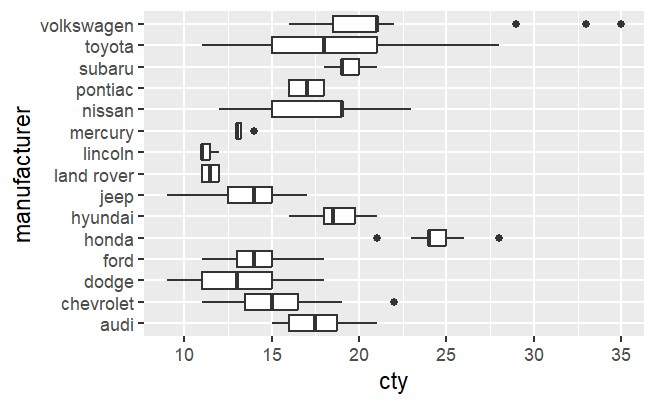 manufacturer
volkswagen
toyota
subaru
pontiac
nissan
mercury
lincoln
land rover
jeep
hyundai
honda
ford
dodge
chevrolet
audi
10 15 20 25 30 35
cty